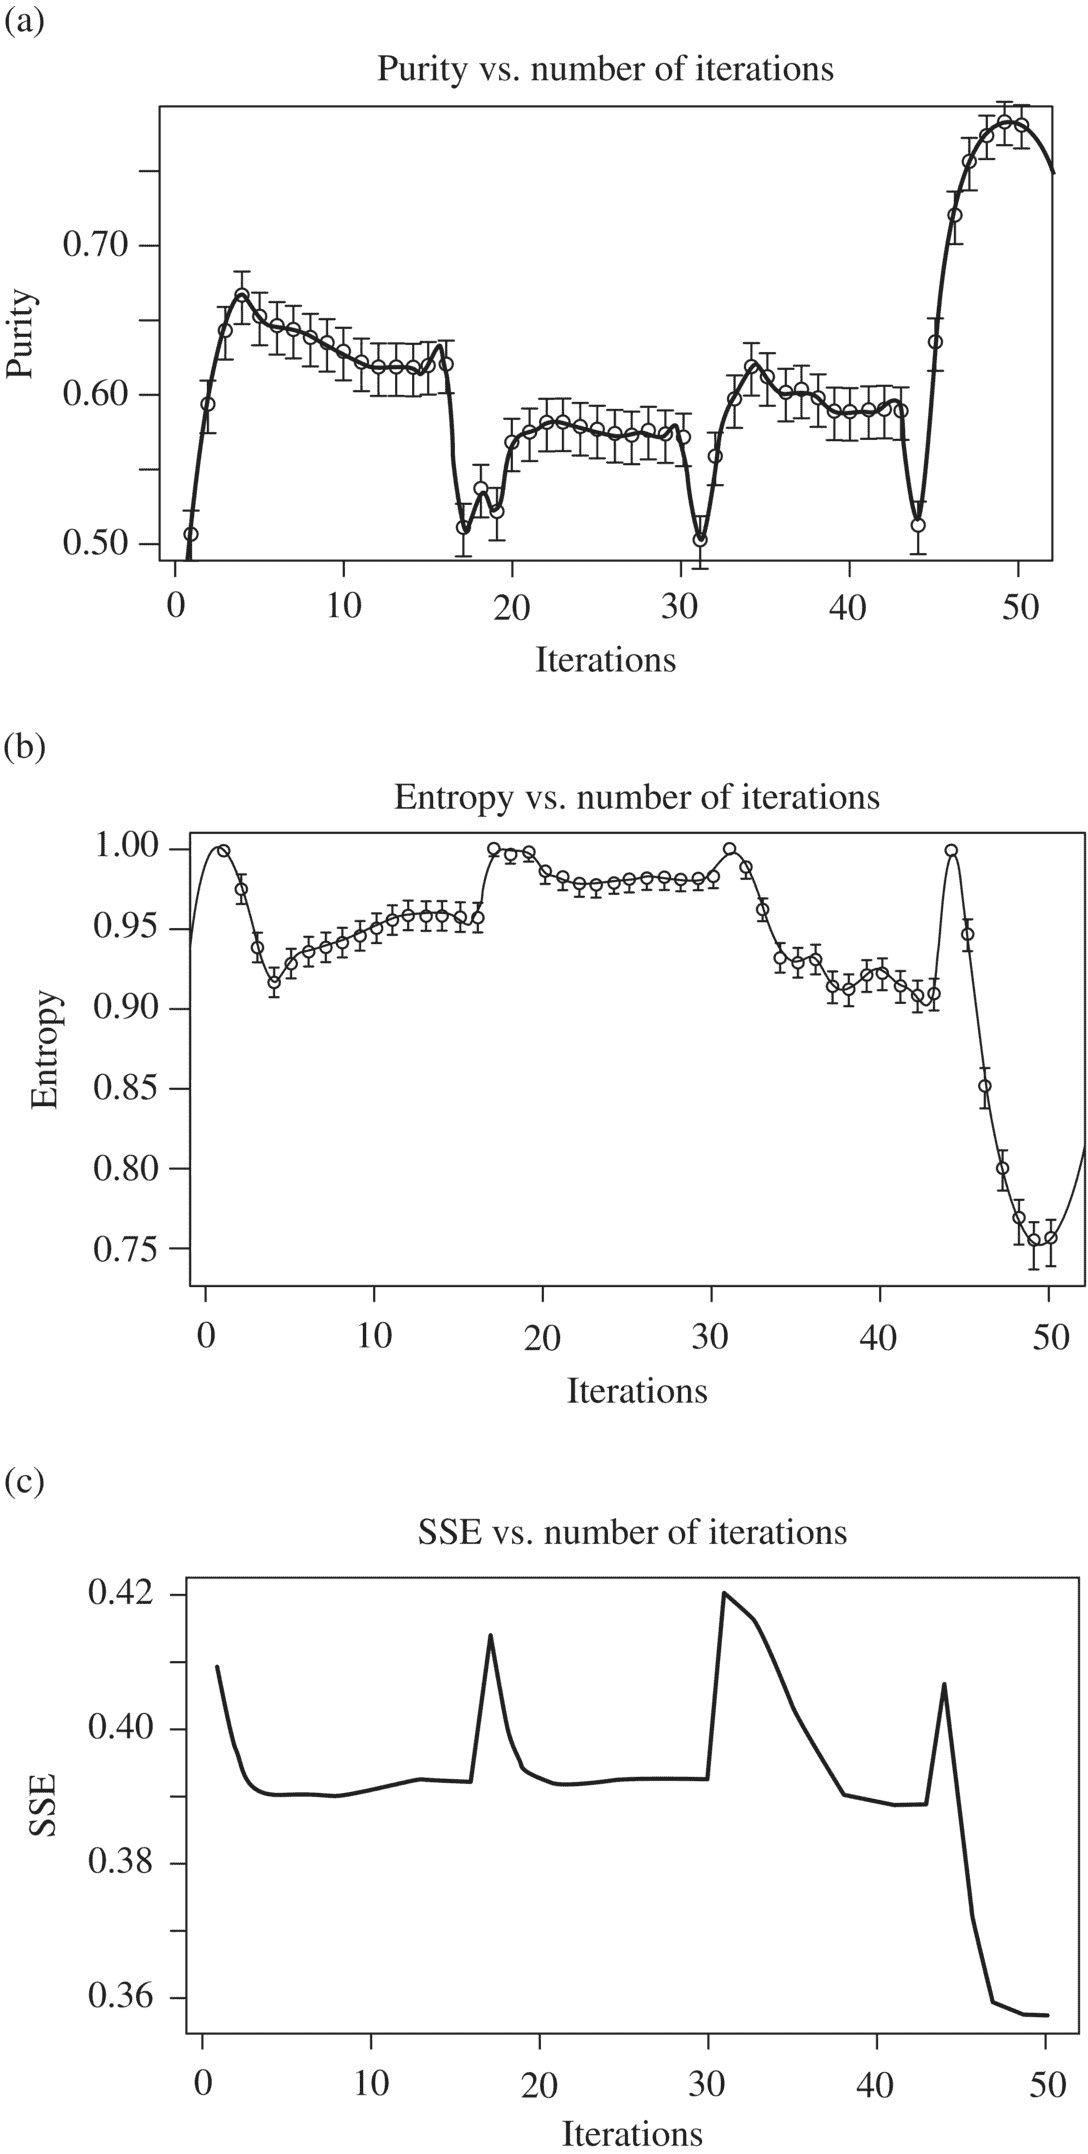 (a)
Purity vs. number of iterations
0.70
0.60
0.50
Purity
0 10 20 30 40 50
Iterations
(b)
Entropy vs. number of iterations
1.00
0.95
0.90
0.85
0.80
0.75
Entropy
0 10 20 30 40 50
Iterations
(c)
SSE vs. number of iterations
0.42
0.40
0.38
0.36
SSE
0 10 20 30 40 50
Iterations